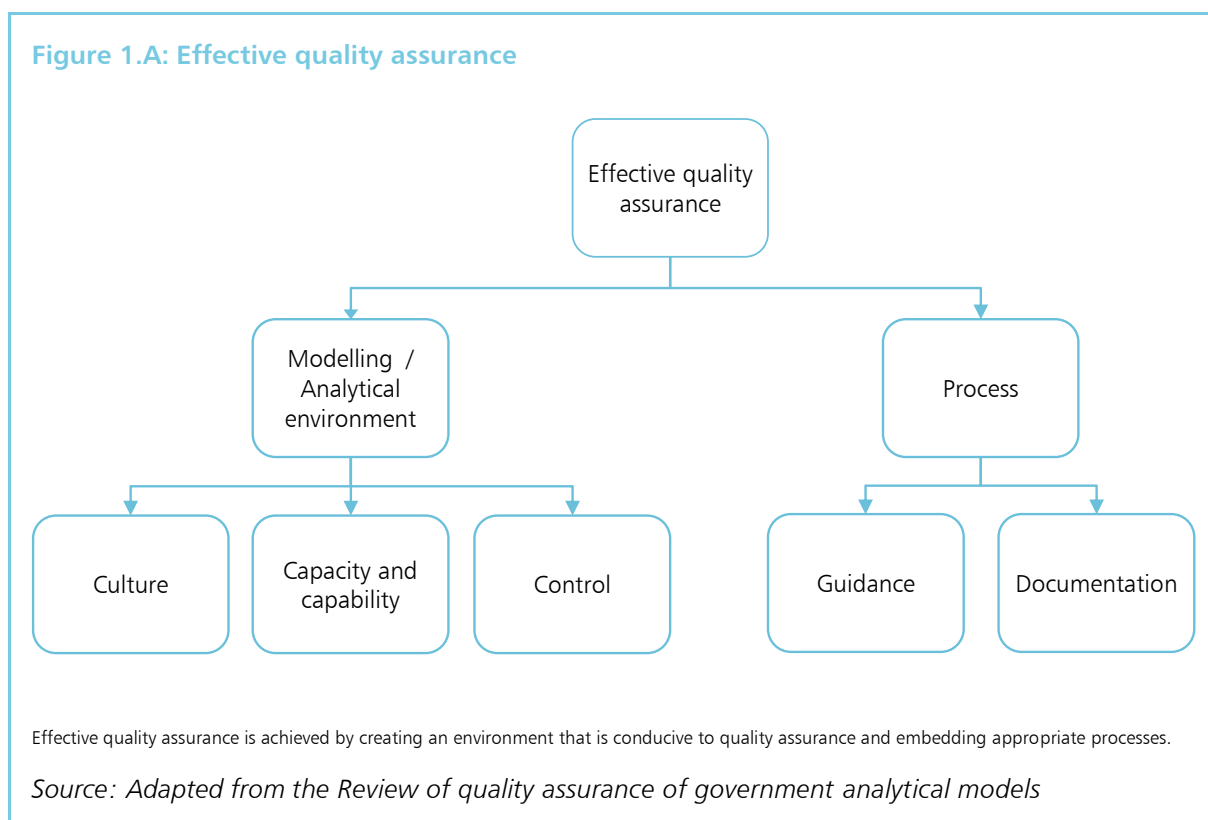 Figure 1.A: Effective quality assurance
Effective quality
assurance
Modelling /
Analytical
environment
Process
Culture
Capacity and
capability
Control
Guidance
Documentation
Effective quality assurance is achieved by creating an environment that is conducive to quality assurance and embedding appropriate processes.
Source: Adapted from the Review of quality assurance of government analytical models